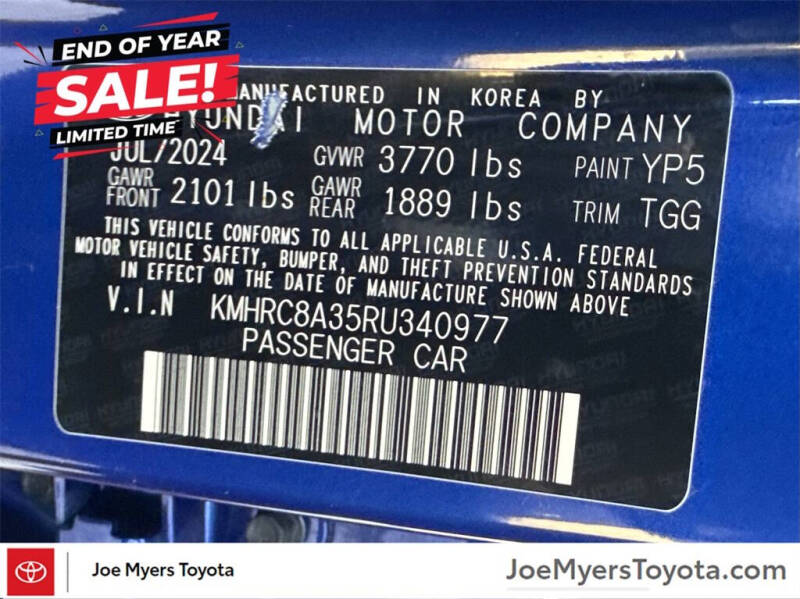 END OF YEAR
SALE!
LIMITED TIME
MANUFACTURED IN KOREA BY
HYUNDAI MOTOR COMPANY
JUL/2024 GVWR 3770 lbs PAINT YP5
GAWR FRONT 2101 lbs GAWR REAR 1889 lbs TRIM TGG
THIS VEHICLE CONFORMS TO ALL APPLICABLE U.S.A. FEDERAL
MOTOR VEHICLE SAFETY, BUMPER, AND THEFT PREVENTION STANDARDS
IN EFFECT ON THE DATE OF MANUFACTURE SHOWN ABOVE
V.I.N KMHRC8A35RU340977
PASSENGER CAR
Joe Myers Toyota
JoeMyersToyota.com